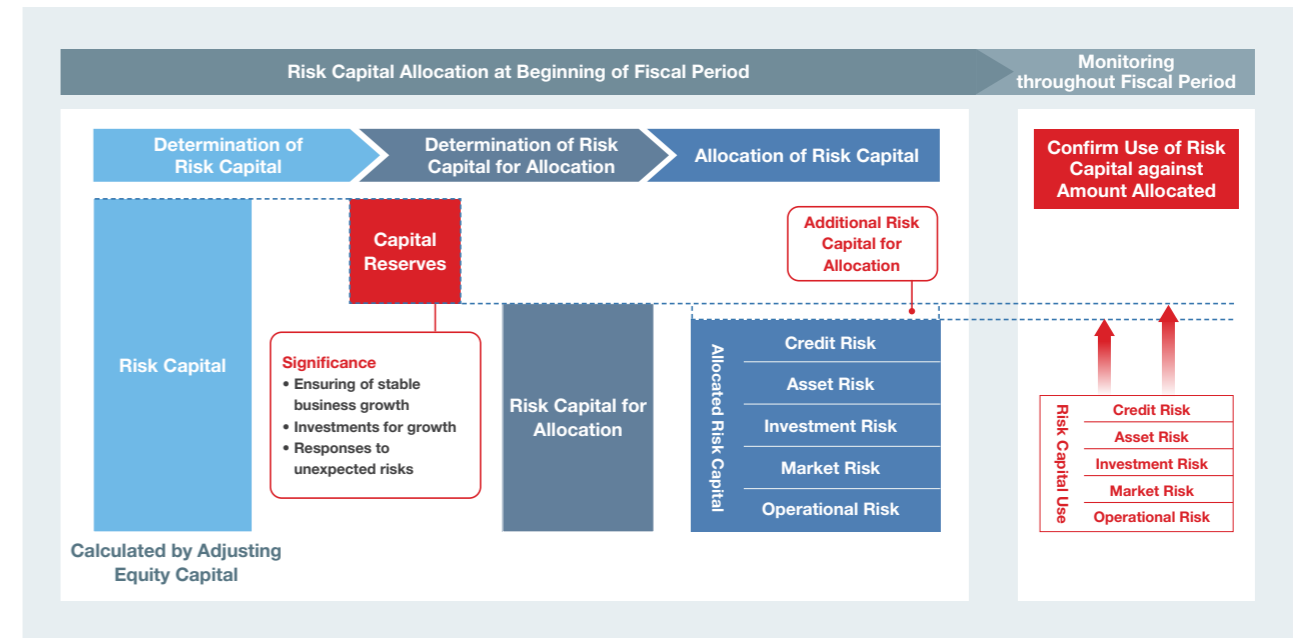 Risk Capital Allocation at Beginning of Fiscal Period
Monitoring
throughout Fiscal Period
Determination of
Risk Capital
Determination of Risk
Capital for Allocation
Allocation of Risk Capital
Confirm Use of Risk
Capital against
Amount Allocated
Capital
Reserves
Additional Risk
Capital for
Allocation
Risk Capital
Significance
• Ensuring of stable
business growth
• Investments for growth
• Responses to
unexpected risks
Risk Capital for
Allocation
Allocated Risk Capital
Credit Risk
Asset Risk
Investment Risk
Market Risk
Operational Risk
Risk Capital Use
Credit Risk
Asset Risk
Investment Risk
Market Risk
Operational Risk
Calculated by Adjusting
Equity Capital